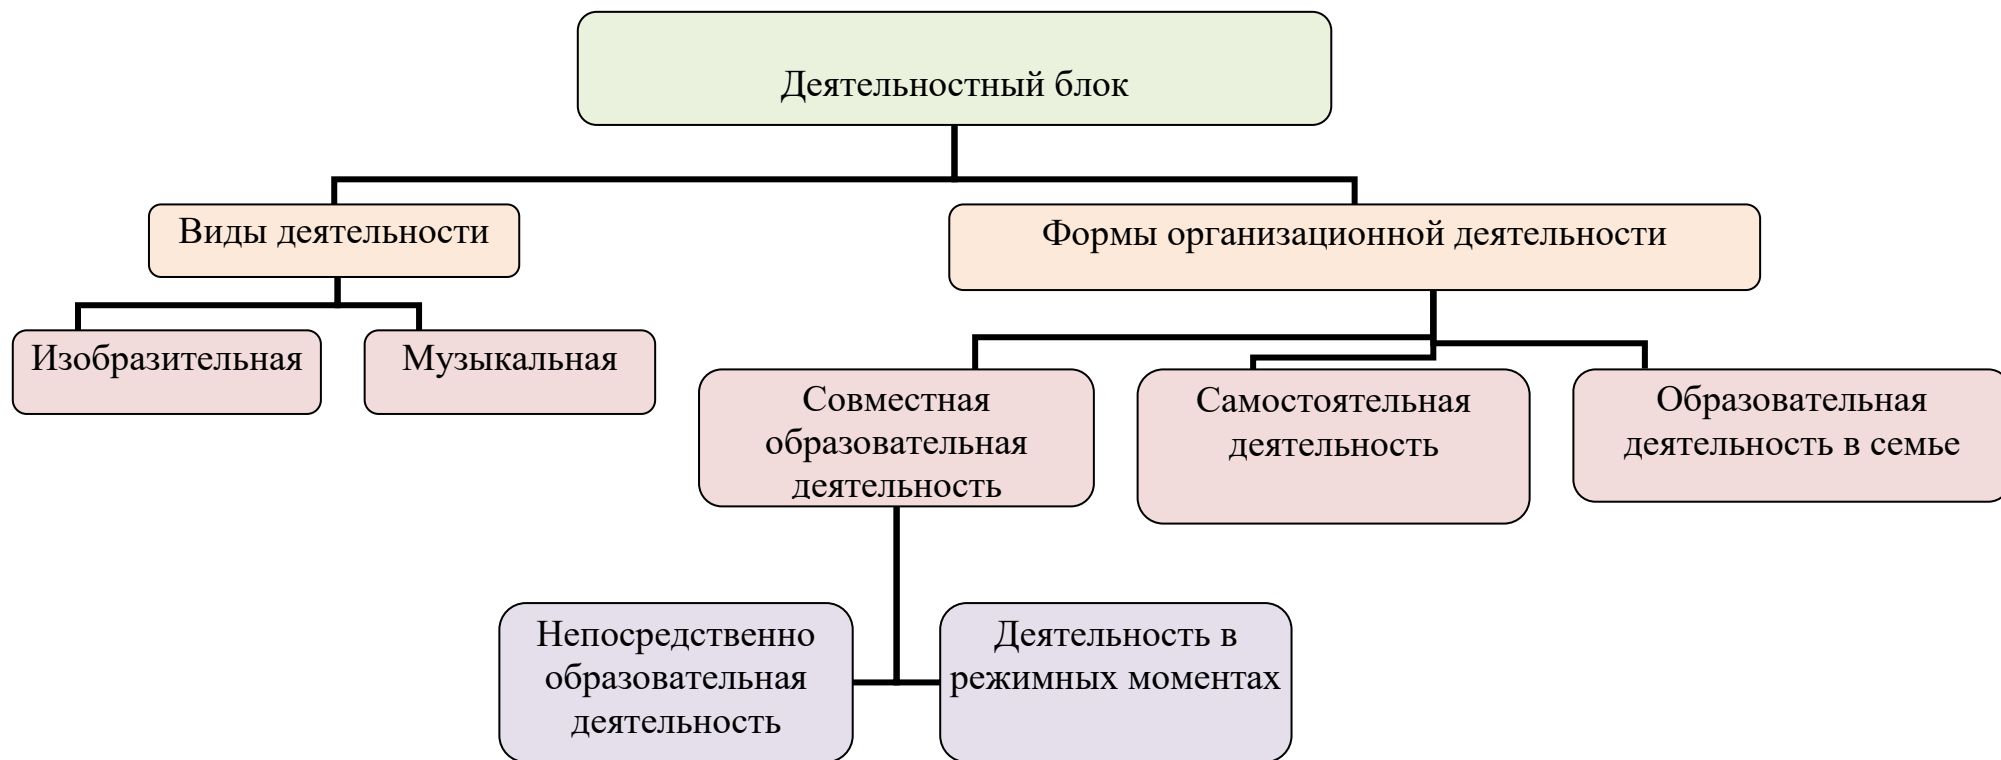 Деятельностный блок
Виды деятельности
Формы организационной деятельности
Изобразительная
Музыкальная
Совместная
образовательная
деятельность
Самостоятельная
деятельность
Образовательная
деятельность в семье
Непосредственно
образовательная
деятельность
Деятельность в
режимных моментах